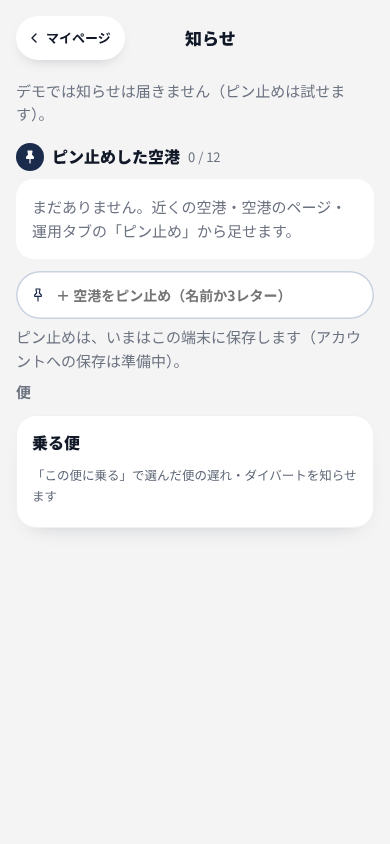 マイページ
知らせ
デモでは知らせは届きません（ピン止めは試せま
す）。
ピン止めした空港 0 / 12
まだありません。近くの空港・空港のページ・
運用タブの「ピン止め」から足せます。
＋ 空港をピン止め（名前か3レター）
ピン止めは、いまはこの端末に保存します（アカウ
ントへの保存は準備中）。
便
乗る便
「この便に乗る」で選んだ便の遅れ・ダイバートを知らせ
ます